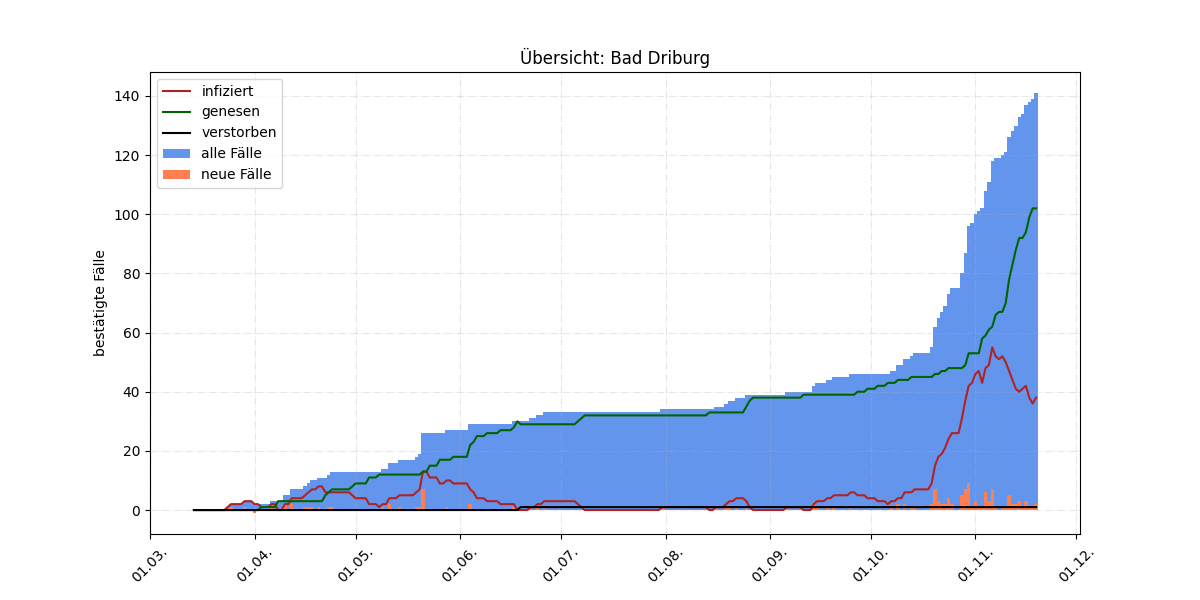 Übersicht: Bad Driburg
infiziert
genesen
verstorben
alle Fälle
neue Fälle
bestätigte Fälle
140
120
100
80
60
40
20
0
01.03.
01.04.
01.05.
01.06.
01.07.
01.08.
01.09.
01.10.
01.11.
01.12.